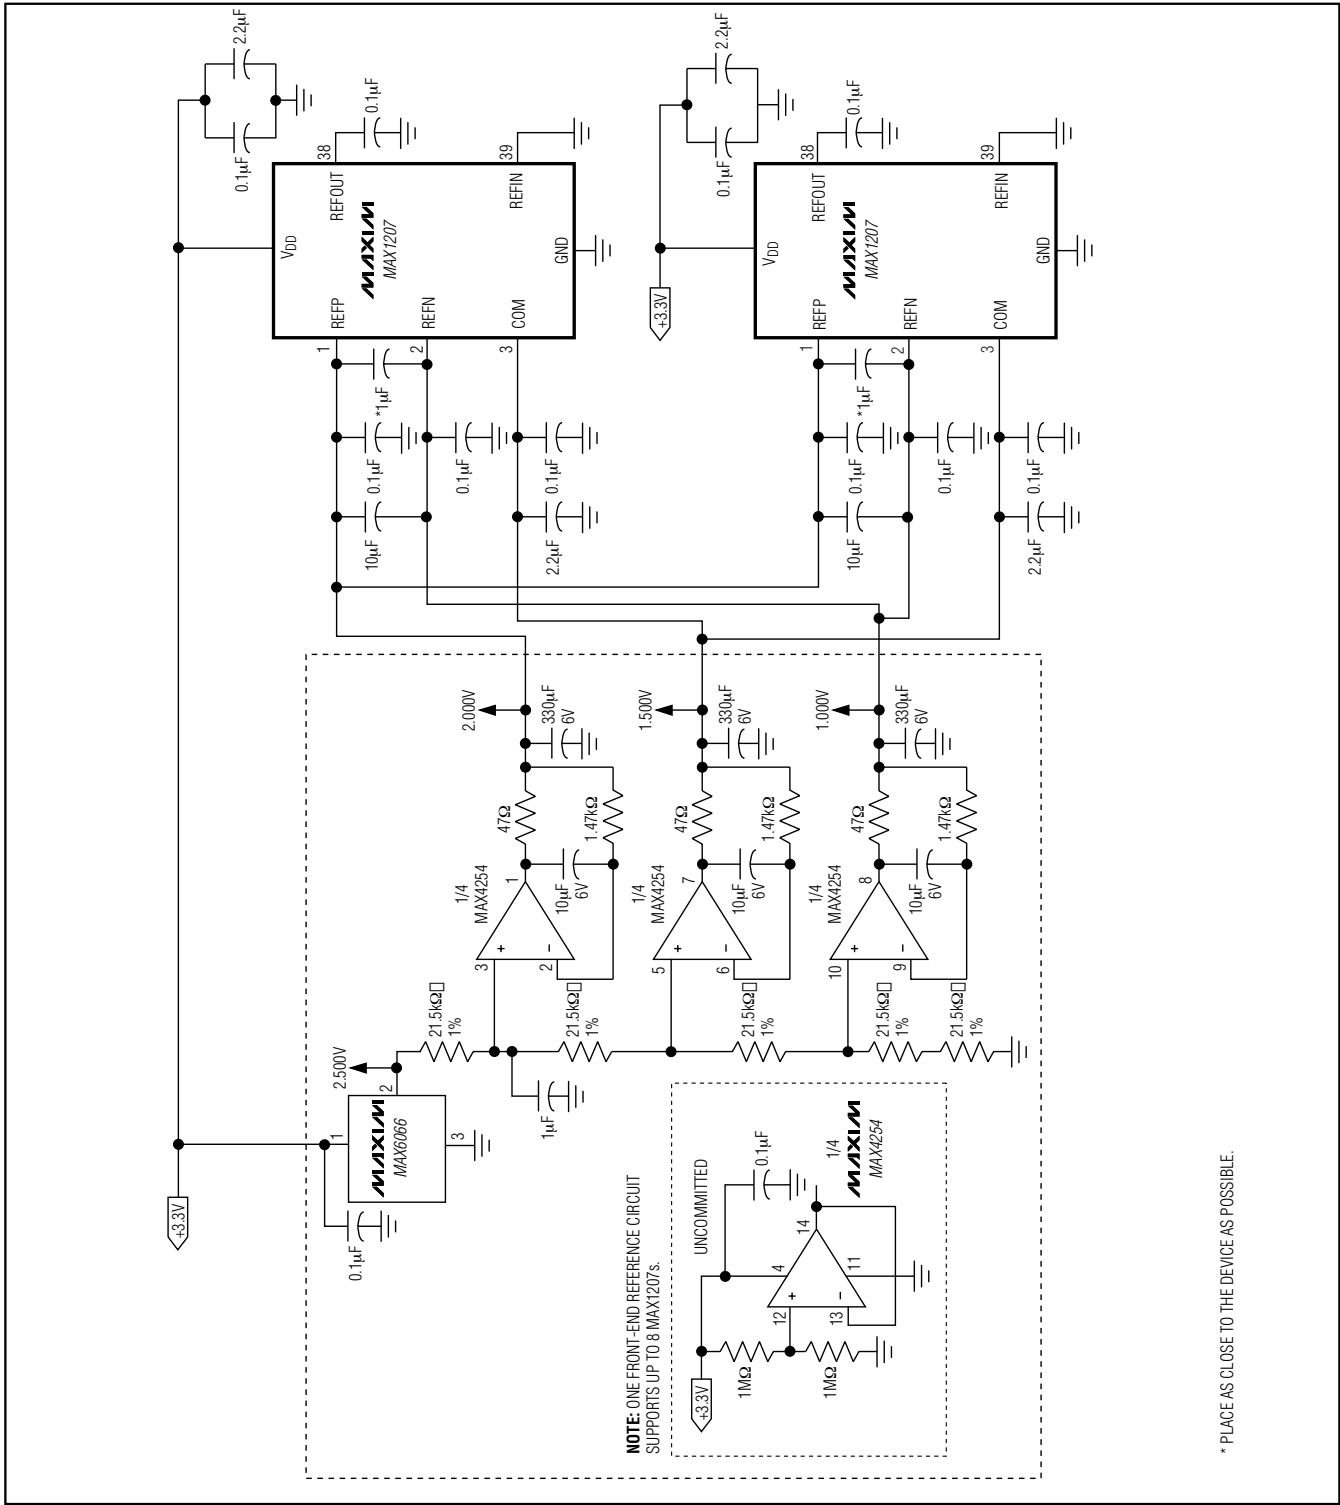 2.2µF
0.1µF
0.1µF
38
39
REFOUT
REFIN
VDD
MAXIM
MAX1207
GND
REFP
REFN
COM
1
2
3
*1µF
0.1µF
0.1µF
0.1µF
10µF
2.2µF
2.2µF
0.1µF
0.1µF
38
39
REFOUT
REFIN
VDD
MAXIM
MAX1207
GND
+3.3V
REFP
REFN
COM
1
2
3
*1µF
0.1µF
0.1µF
0.1µF
10µF
2.2µF
2.000V
330µF
6V
47Ω
1.47kΩ
1/4
MAX4254
1
10µF
6V
3
2
+
−
1.500V
330µF
6V
47Ω
1.47kΩ
1/4
MAX4254
7
10µF
6V
5
6
+
−
1.000V
330µF
6V
47Ω
1.47kΩ
1/4
MAX4254
8
10µF
6V
10
9
+
−
21.5kΩ□
1%
21.5kΩ□
1%
21.5kΩ□
1%
21.5kΩ□
1%
21.5kΩ□
1%
2.500V
2
1µF
1
MAXIM
MAX6066
3
+3.3V
0.1µF
UNCOMMITTED
0.1µF
1/4
MAXIM
MAX4254
14
4
11
+
−
12
13
1MΩ
1MΩ
+3.3V
NOTE: ONE FRONT-END REFERENCE CIRCUIT
SUPPORTS UP TO 8 MAX1207s.
* PLACE AS CLOSE TO THE DEVICE AS POSSIBLE.